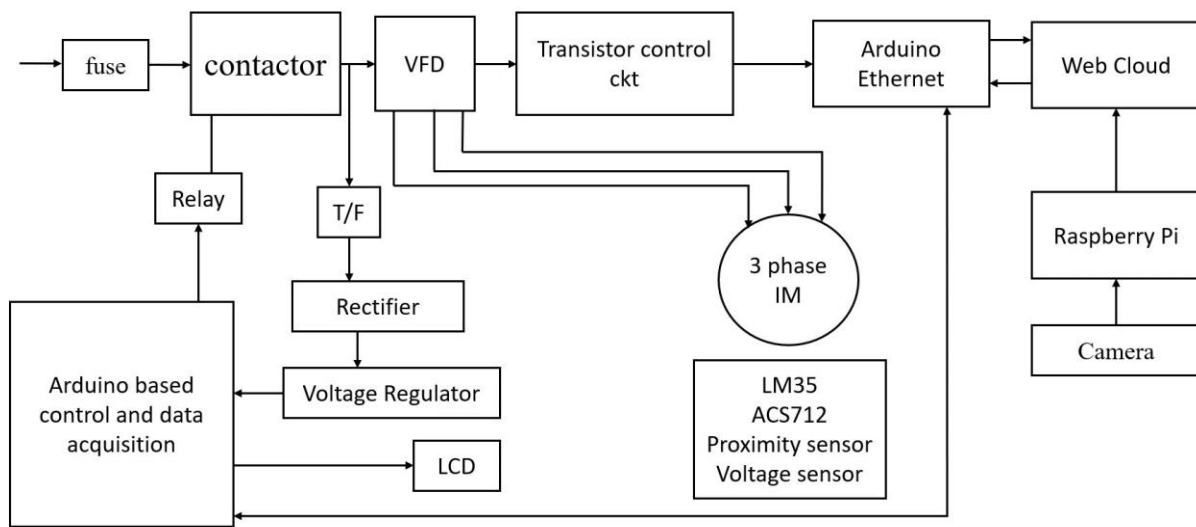 fuse
contactor
VFD
Transistor control
ckt
Arduino
Ethernet
Web Cloud
Relay
T/F
Raspberry Pi
3 phase
IM
Rectifier
Camera
Arduino based
control and data
acquisition
Voltage Regulator
LCD
LM35
ACS712
Proximity sensor
Voltage sensor